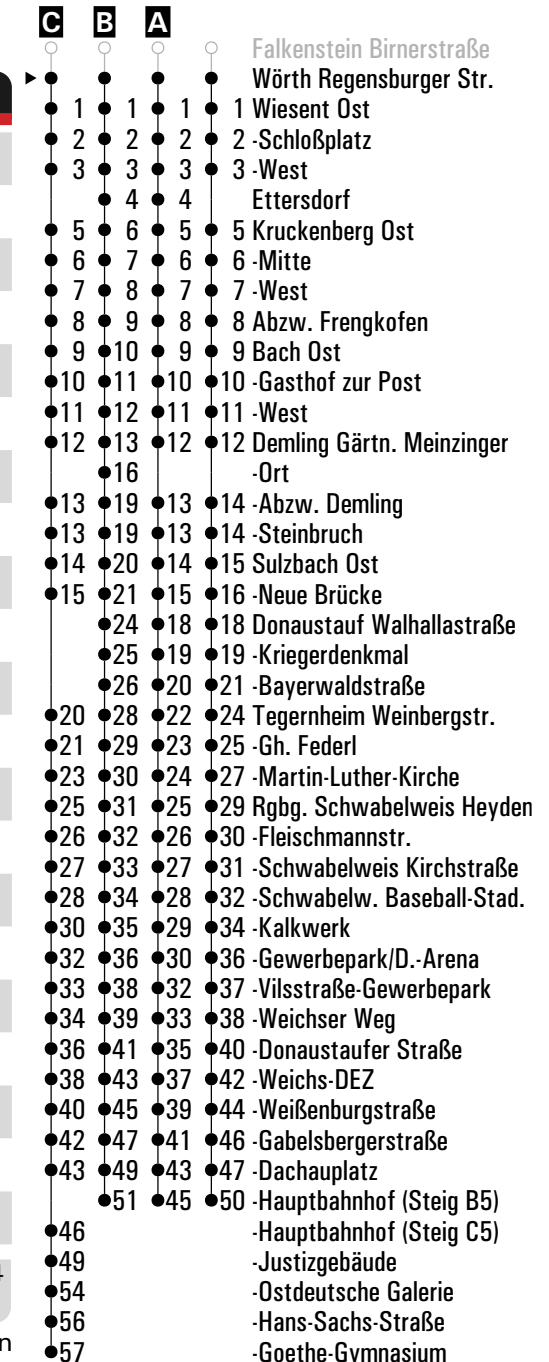 C B A
Falkenstein Birnerstraße
Wörth Regensburger Str.
1 1 1 1 Wiesent Ost
2 2 2 2 -Schloßplatz
3 3 3 3 -West
4 4 Ettersdorf
5 6 5 5 Kruckenberg Ost
6 7 6 6 -Mitte
7 8 7 7 -West
8 9 8 8 Abzw. Frengkofen
9 10 9 9 Bach Ost
10 11 10 10 -Gasthof zur Post
11 12 11 11 -West
12 13 12 12 Demling Gärtn. Meinzinger
16 -Ort
13 19 13 14 -Abzw. Demling
13 19 13 14 -Steinbruch
14 20 14 15 Sulzbach Ost
15 21 15 16 -Neue Brücke
24 18 18 Donaustauf Walhallastraße
25 19 19 -Kriegerdenkmal
26 20 21 -Bayerwaldstraße
20 28 22 24 Tegernheim Weinbergstr.
21 29 23 25 -Gh. Federl
23 30 24 27 -Martin-Luther-Kirche
25 31 25 29 Rgbg. Schwabelweis Heyden
26 32 26 30 -Fleischmannstr.
27 33 27 31 -Schwabelweis Kirchstraße
28 34 28 32 -Schwabelw. Baseball-Stad.
30 35 29 34 -Kalkwerk
32 36 30 36 -Gewerbepark/D.-Arena
33 38 32 37 -Vilsstraße-Gewerbepark
34 39 33 38 -Weichser Weg
36 41 35 40 -Donaustaufer Straße
38 43 37 42 -Weichs-DEZ
40 45 39 44 -Weißenburgstraße
42 47 41 46 -Gabelsbergerstraße
43 49 43 47 -Dachauplatz
51 45 50 -Hauptbahnhof (Steig B5)
46 -Hauptbahnhof (Steig C5)
49 -Justizgebäude
54 -Ostdeutsche Galerie
56 -Hans-Sachs-Straße
57 -Goethe-Gymnasium